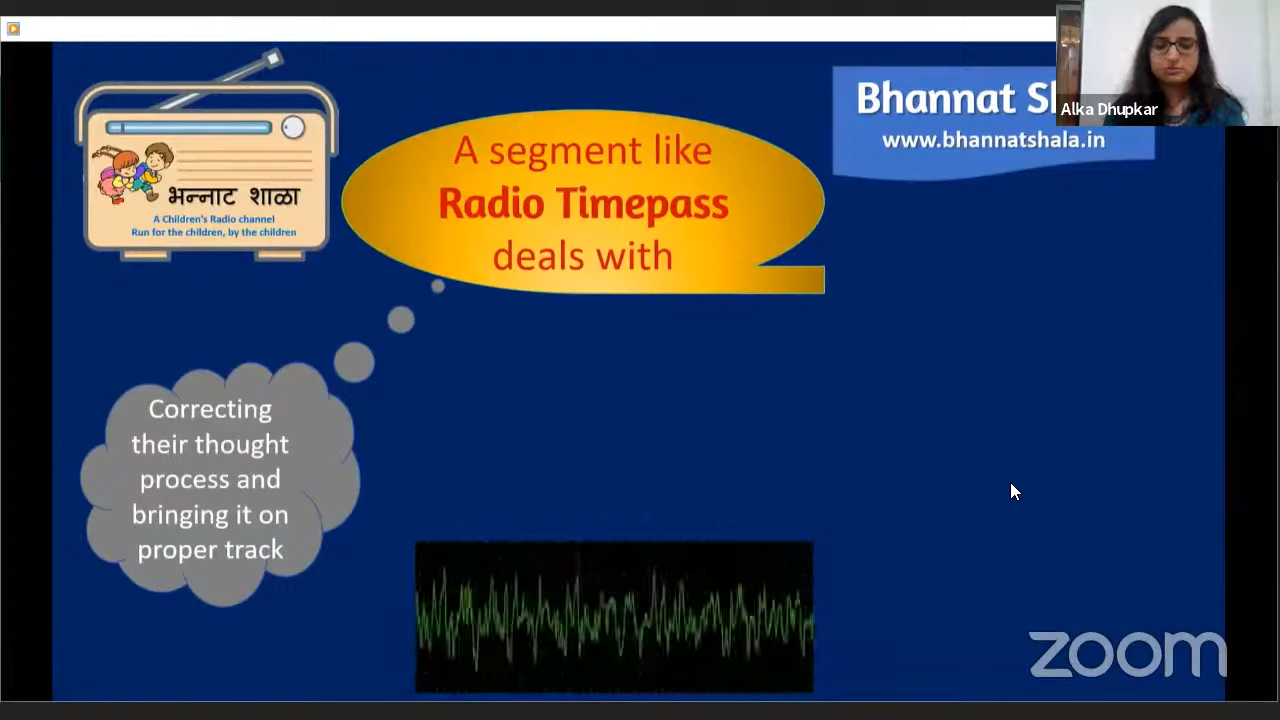 भन्नाट शाळा
A Children's Radio channel
Run for the children, by the children
A segment like
Radio Timepass
deals with
Bhannat
www.bhannatshala.in
Alka Dhupkar
Correcting
their thought
process and
bringing it on
proper track
zoom